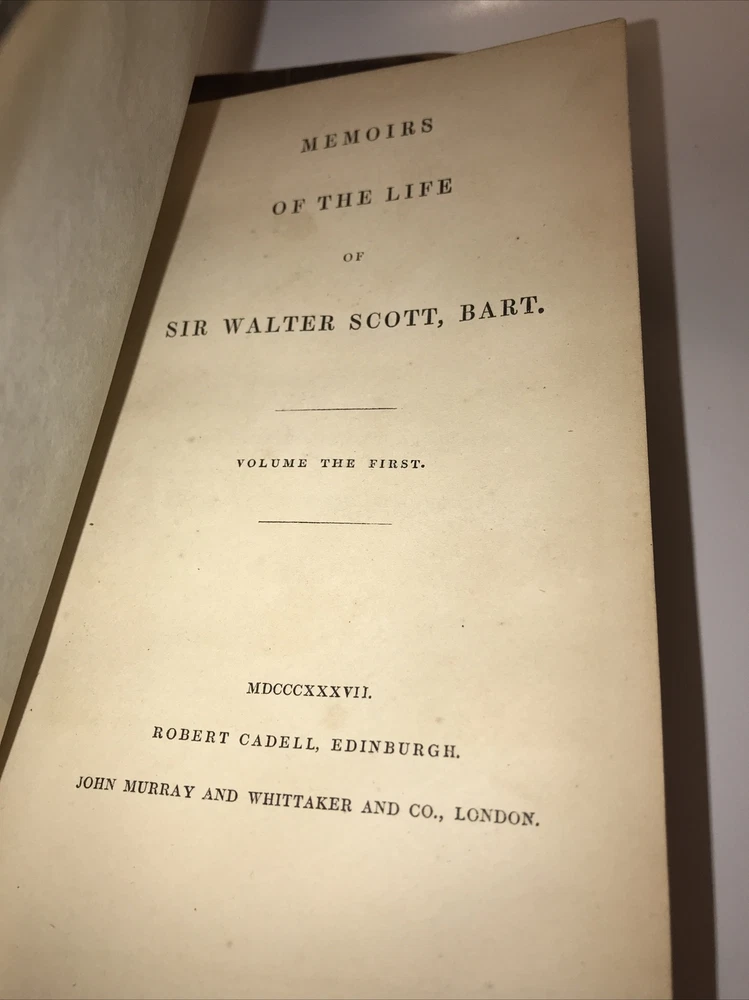 MEMOIRS
OF THE LIFE
OF
SIR WALTER SCOTT, BART.
VOLUME THE FIRST.
MDCCCXXXVII.
ROBERT CADELL, EDINBURGH.
JOHN MURRAY AND WHITTAKER AND CO., LONDON.